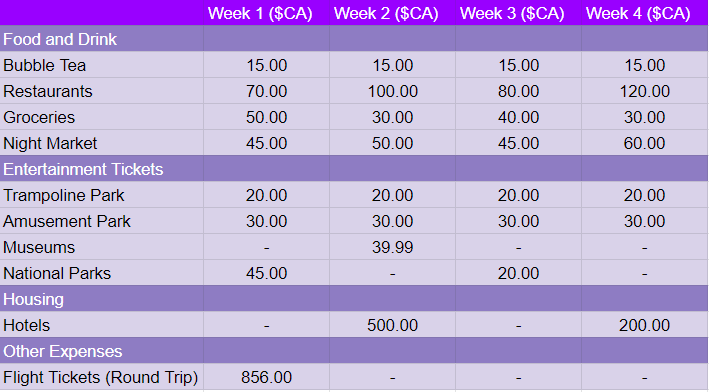 Week 1 ($CA) Week 2 ($CA) Week 3 ($CA) Week 4 ($CA)
Food and Drink
Bubble Tea 15.00 15.00 15.00 15.00
Restaurants 70.00 100.00 80.00 120.00
Groceries 50.00 30.00 40.00 30.00
Night Market 45.00 50.00 45.00 60.00
Entertainment Tickets
Trampoline Park 20.00 20.00 20.00 20.00
Amusement Park 30.00 30.00 30.00 30.00
Museums - 39.99 - -
National Parks 45.00 - 20.00 -
Housing
Hotels - 500.00 - 200.00
Other Expenses
Flight Tickets (Round Trip) 856.00 - - -